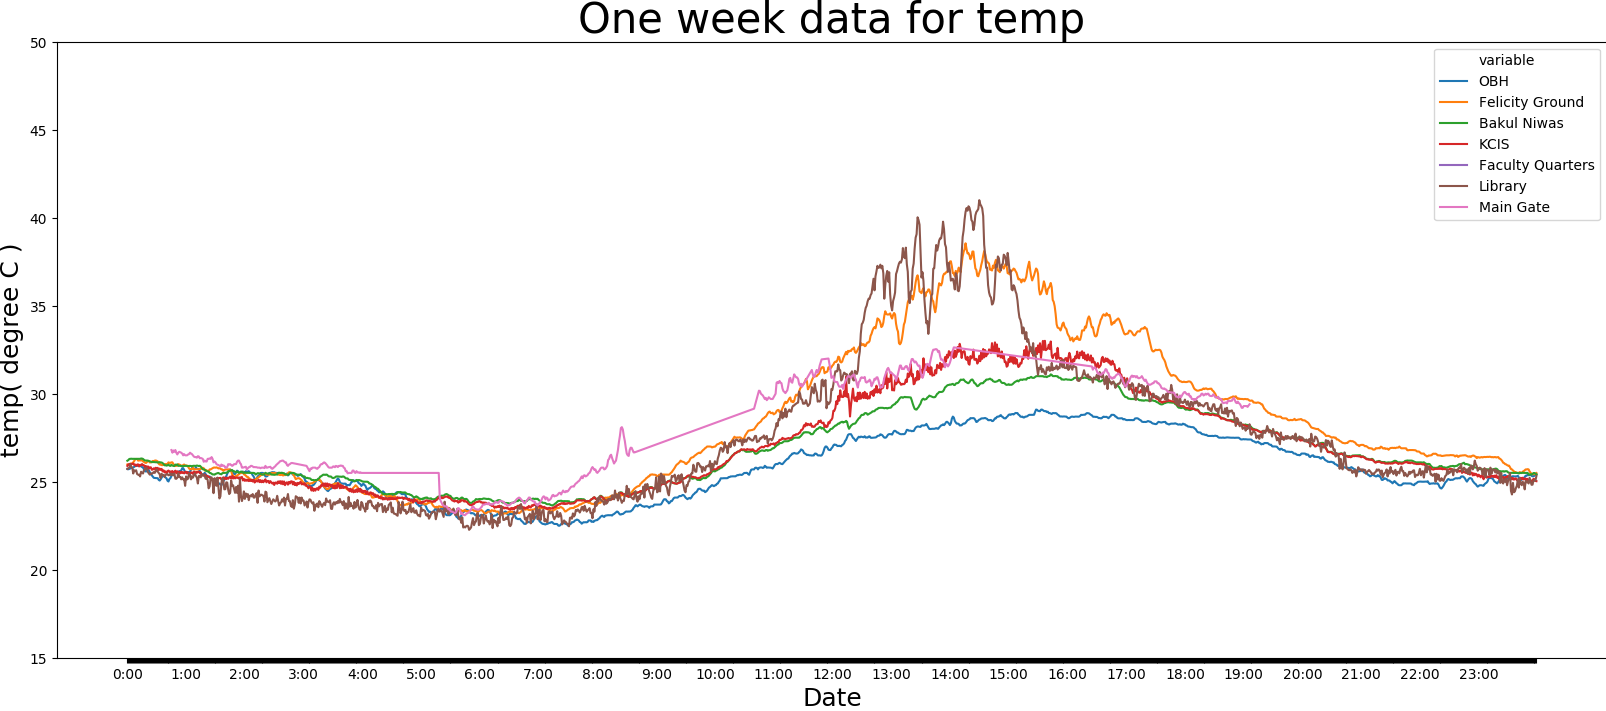 One week data for temp
variable
OBH
Felicity Ground
Bakul Niwas
KCIS
Faculty Quarters
Library
Main Gate
temp( degree C )
50
45
40
35
30
25
20
15
0:00 1:00 2:00 3:00 4:00 5:00 6:00 7:00 8:00 9:00 10:00 11:00 12:00 13:00 14:00 15:00 16:00 17:00 18:00 19:00 20:00 21:00 22:00 23:00
Date